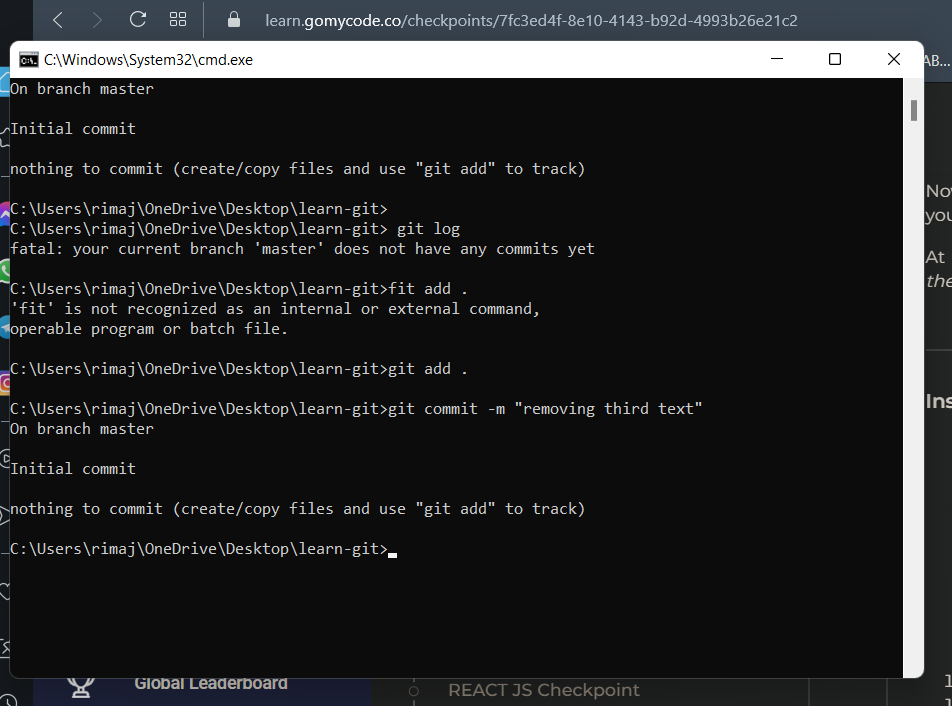 learn.gomycode.co/checkpoints/7fc3ed4f-8e10-4143-b92d-4993b26e21c2
C:\Windows\System32\cmd.exe
AB...
On branch master
Initial commit
nothing to commit (create/copy files and use "git add" to track)
C:\Users\rimaj\OneDrive\Desktop\learn-git>
C:\Users\rimaj\OneDrive\Desktop\learn-git> git log
fatal: your current branch 'master' does not have any commits yet
C:\Users\rimaj\OneDrive\Desktop\learn-git>fit add .
'fit' is not recognized as an internal or external command,
operable program or batch file.
C:\Users\rimaj\OneDrive\Desktop\learn-git>git add .
C:\Users\rimaj\OneDrive\Desktop\learn-git>git commit -m "removing third text"
On branch master
Initial commit
nothing to commit (create/copy files and use "git add" to track)
C:\Users\rimaj\OneDrive\Desktop\learn-git>
At
Global Leaderboard
REACT JS Checkpoint